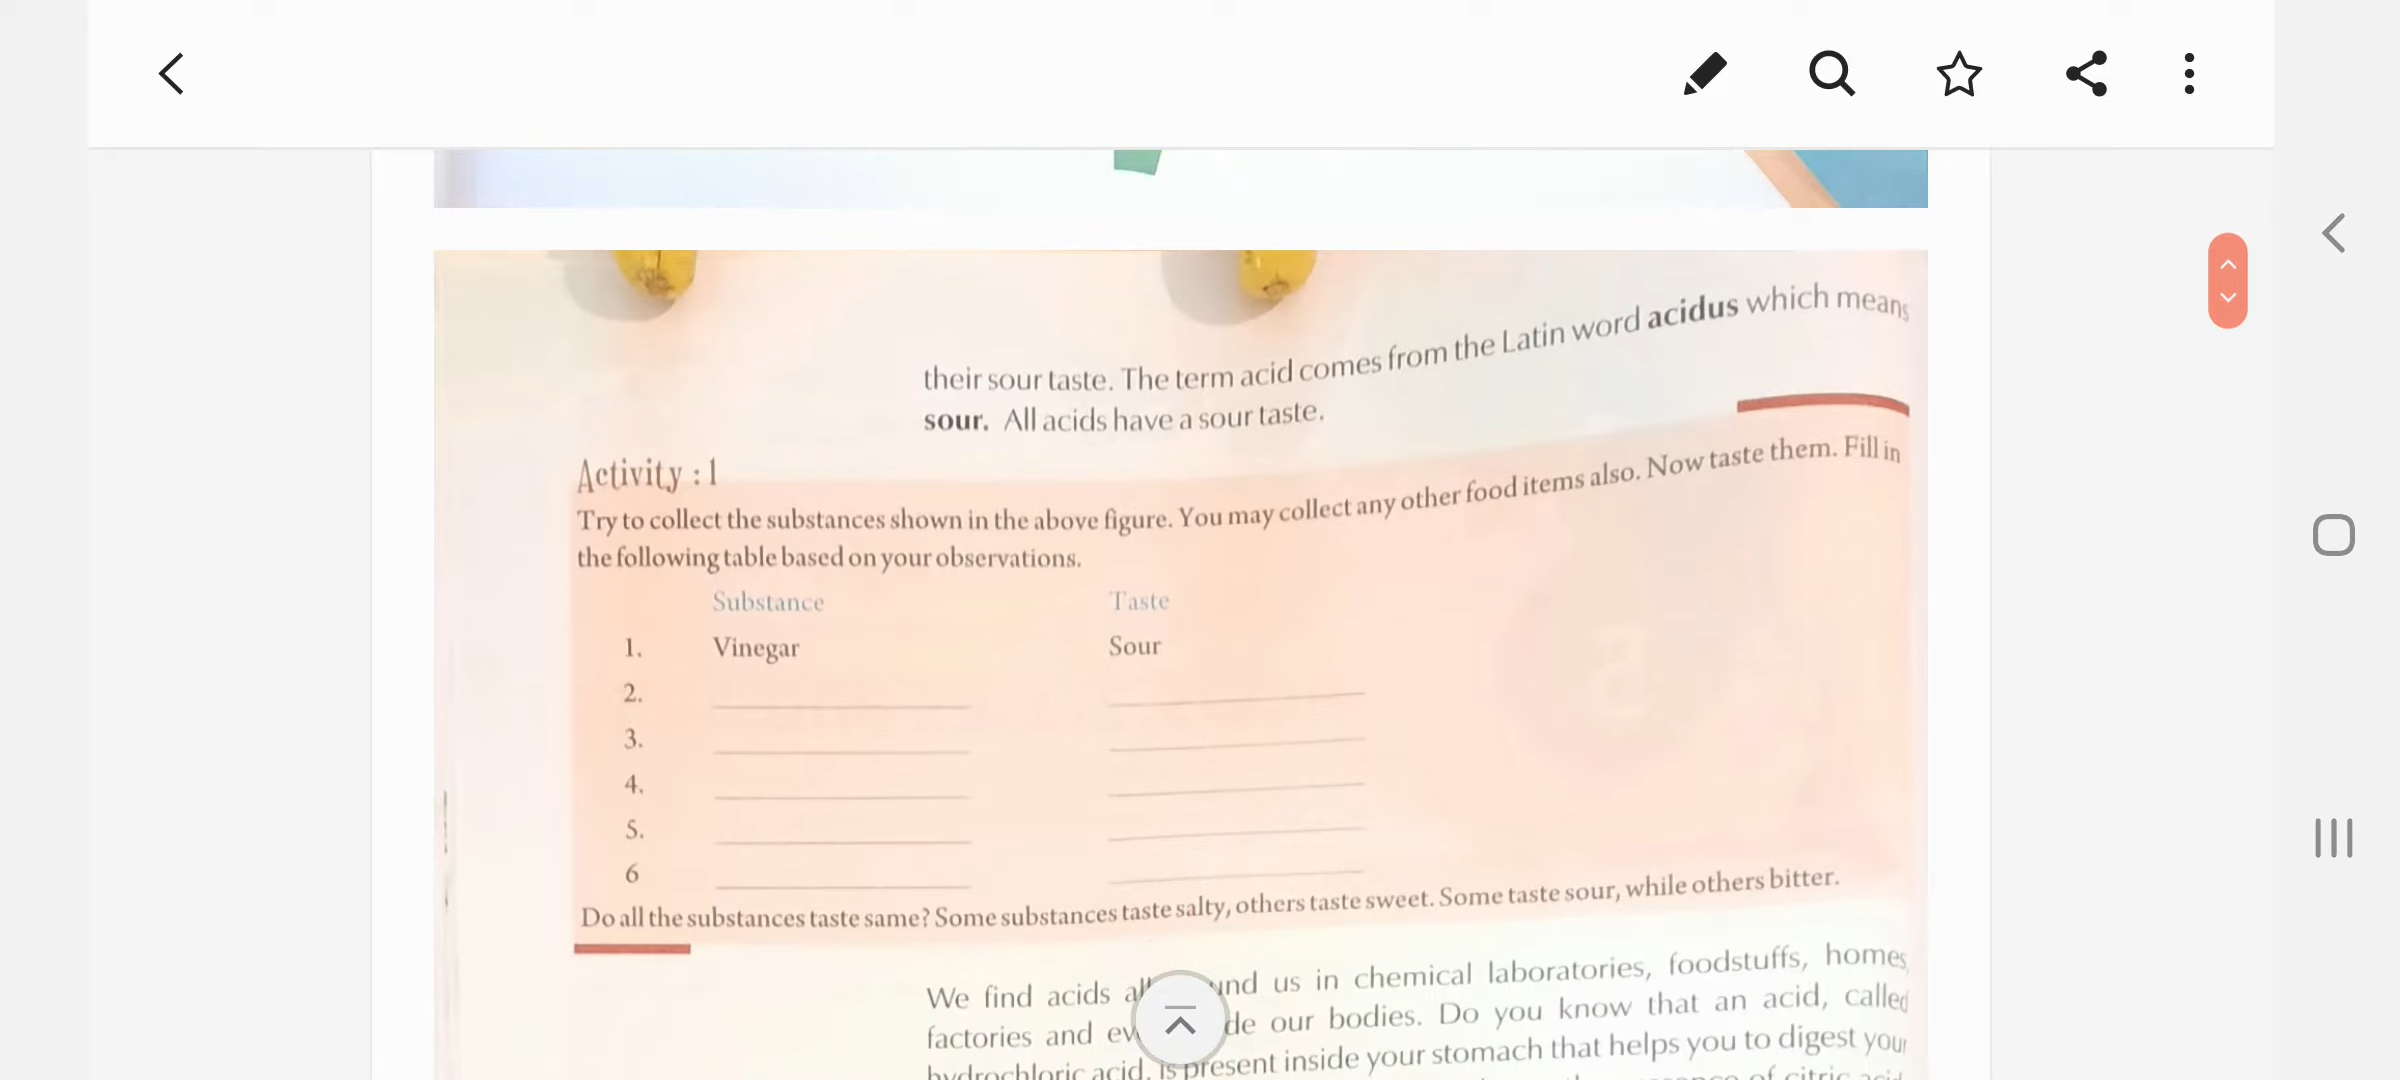 their sour taste. The term acid comes from the Latin word acidus which means
sour. All acids have a sour taste.
Activity : 1
Try to collect the substances shown in the above figure. You may collect any other food items also. Now taste them. Fill in
the following table based on your observations.
Substance Taste
1. Vinegar Sour
2.
3.
4.
5.
6
Do all the substances taste same? Some substances taste salty, others taste sweet. Some taste sour, while others bitter.
We find acids us in chemical laboratories, foodstuffs, homes
factories and our bodies. Do you know that an acid, called
hydrochloric acid, is present inside your stomach that helps you to digest your
of citric acid